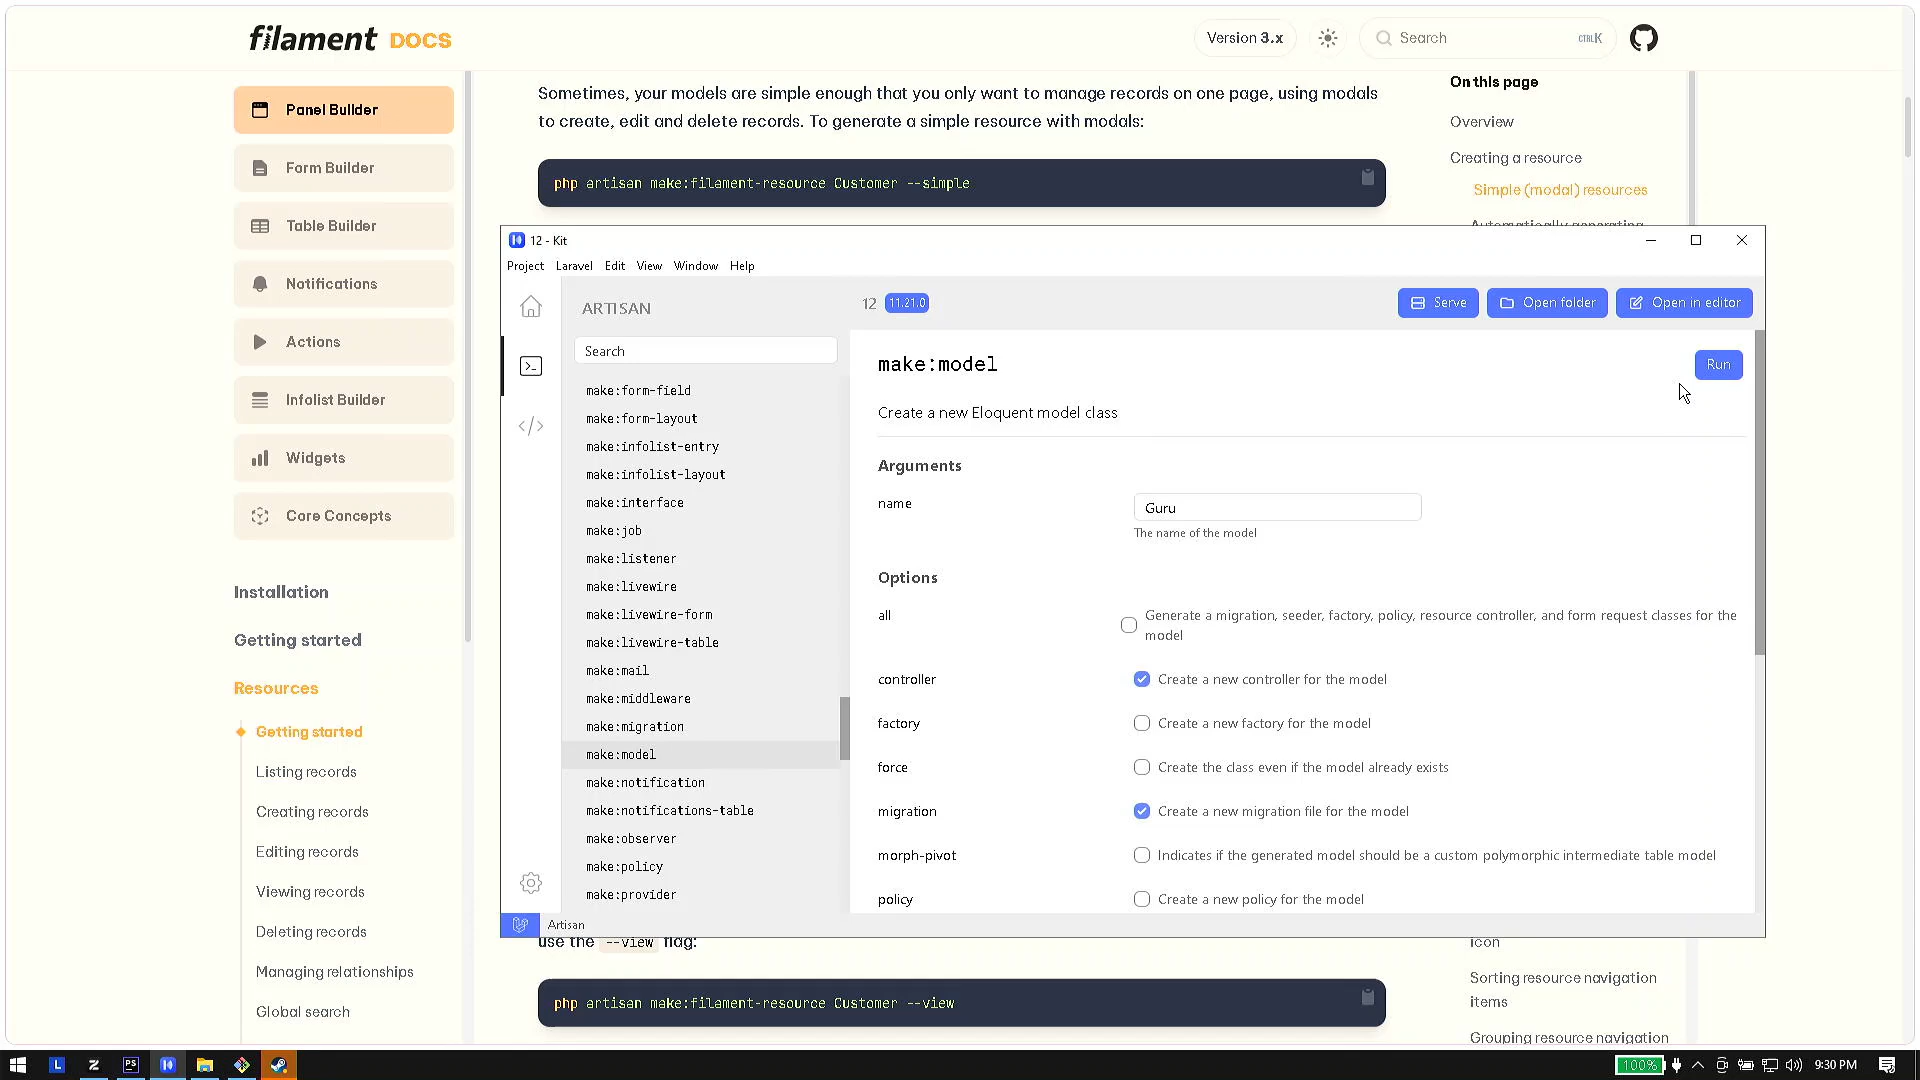 filament DOCS
Version 3.x
Search
CTRL K
Panel Builder
Form Builder
Table Builder
Notifications
Actions
Infolist Builder
Widgets
Core Concepts
Installation
Getting started
Resources
Getting started
Listing records
Creating records
Editing records
Viewing records
Deleting records
Managing relationships
Global search
Sometimes, your models are simple enough that you only want to manage records on one page, using modals
to create, edit and delete records. To generate a simple resource with modals:
php artisan make:filament-resource Customer --simple
On this page
Overview
Creating a resource
Simple (modal) resources
Automatically generating
12 - Kit
Project Laravel Edit View Window Help
ARTISAN
Search
make:form-field
make:form-layout
make:infolist-entry
make:infolist-layout
make:interface
make:job
make:listener
make:livewire
make:livewire-form
make:livewire-table
make:mail
make:middleware
make:migration
make:model
make:notification
make:notifications-table
make:observer
make:policy
make:provider
12 11.21.0
Serve
Open folder
Open in editor
make:model
Run
Create a new Eloquent model class
Arguments
name
Guru
The name of the model
Options
all
Generate a migration, seeder, factory, policy, resource controller, and form request classes for the
model
controller
Create a new controller for the model
factory
Create a new factory for the model
force
Create the class even if the model already exists
migration
Create a new migration file for the model
morph-pivot
Indicates if the generated model should be a custom polymorphic intermediate table model
policy
Create a new policy for the model
Artisan
use the --view flag:
php artisan make:filament-resource Customer --view
icon
Sorting resource navigation
items
Grouping resource navigation
L
Z
PS
100%
9:30 PM